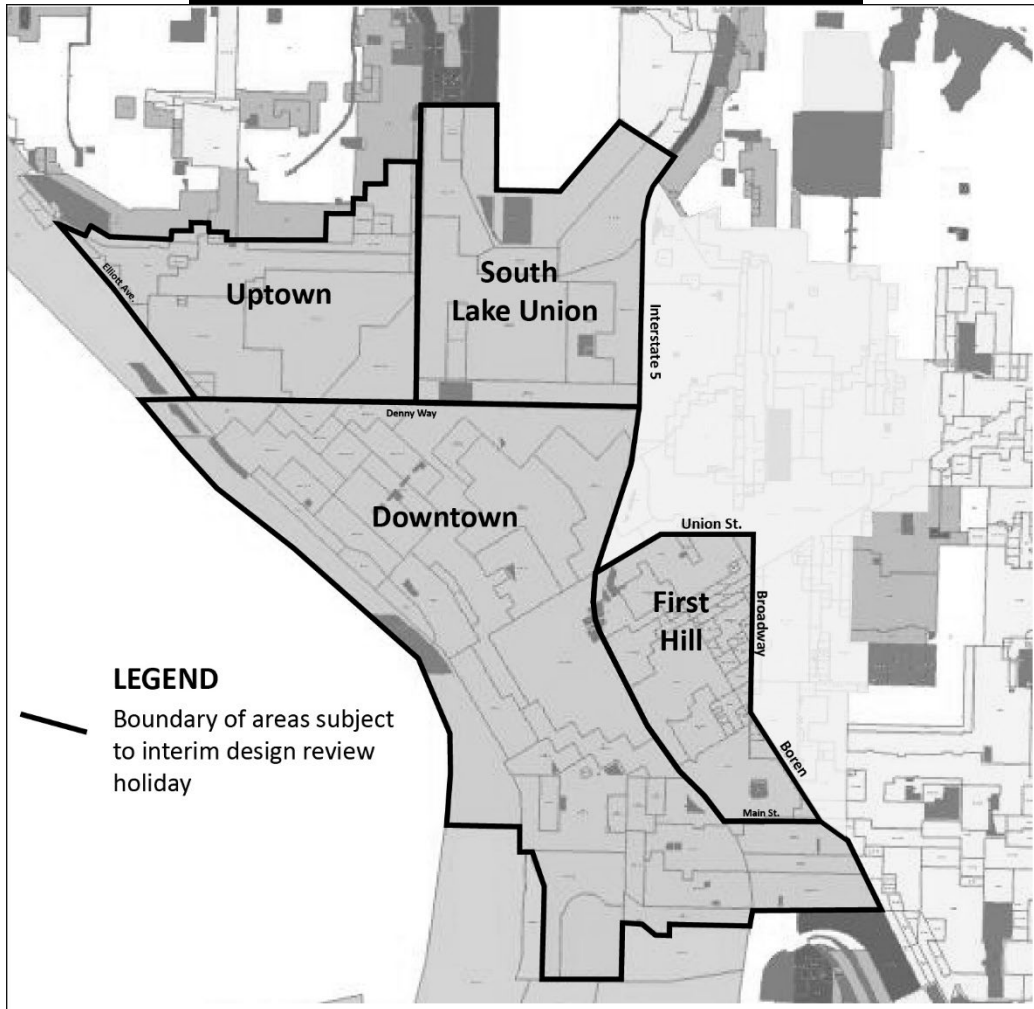 Uptown
South
Lake Union
Elliott Ave.
Interstate 5
Denny Way
Downtown
Union St.
First
Hill
Broadway
LEGEND
Boundary of areas subject
to interim design review
holiday
Boren
Main St.